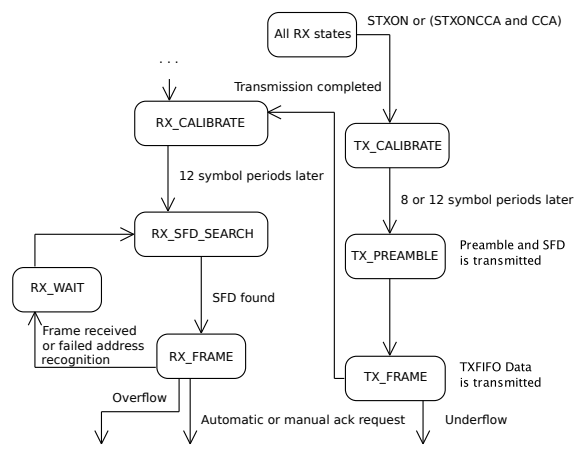 STXON or (STXONCCA and CCA)
All RX states
. . .
Transmission completed
RX_CALIBRATE
TX_CALIBRATE
12 symbol periods later
8 or 12 symbol periods later
RX_SFD_SEARCH
TX_PREAMBLE
Preamble and SFD
is transmitted
RX_WAIT
SFD found
Frame received
or failed address
recognition
RX_FRAME
TX_FRAME
TXFIFO Data
is transmitted
Overflow
Automatic or manual ack request
Underflow